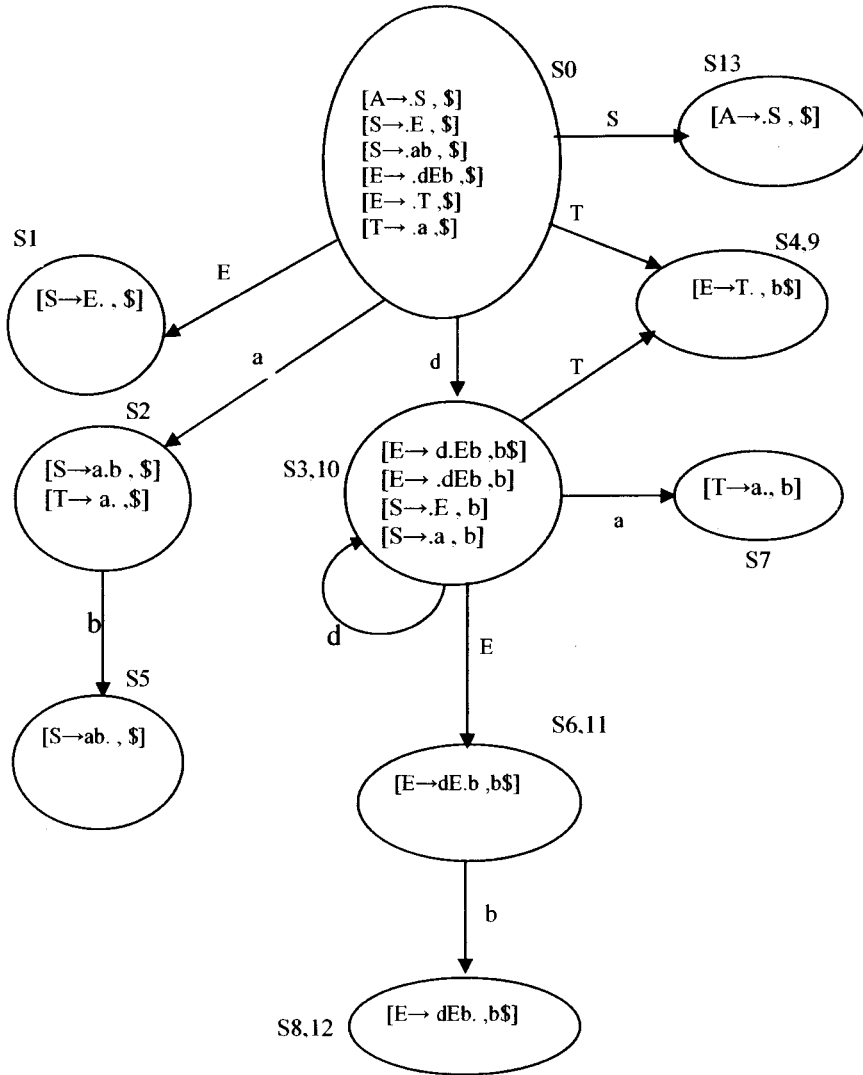 S0
[A→.S , $]
[S→.E , $]
[S→.ab , $]
[E→ .dEb ,$]
[E→ .T ,$]
[T→ .a ,$]
S
S13
[A→.S , $]
T
S4,9
[E→T. , b$]
S1
[S→E. , $]
E
a
d
T
S2
[S→a.b , $]
[T→ a. ,$]
S3,10
[E→ d.Eb ,b$]
[E→ .dEb ,b]
[S→.E , b]
[S→.a , b]
a
[T→a., b]
S7
b
d
E
S5
[S→ab. , $]
S6,11
[E→dE.b ,b$]
b
S8,12
[E→ dEb. ,b$]